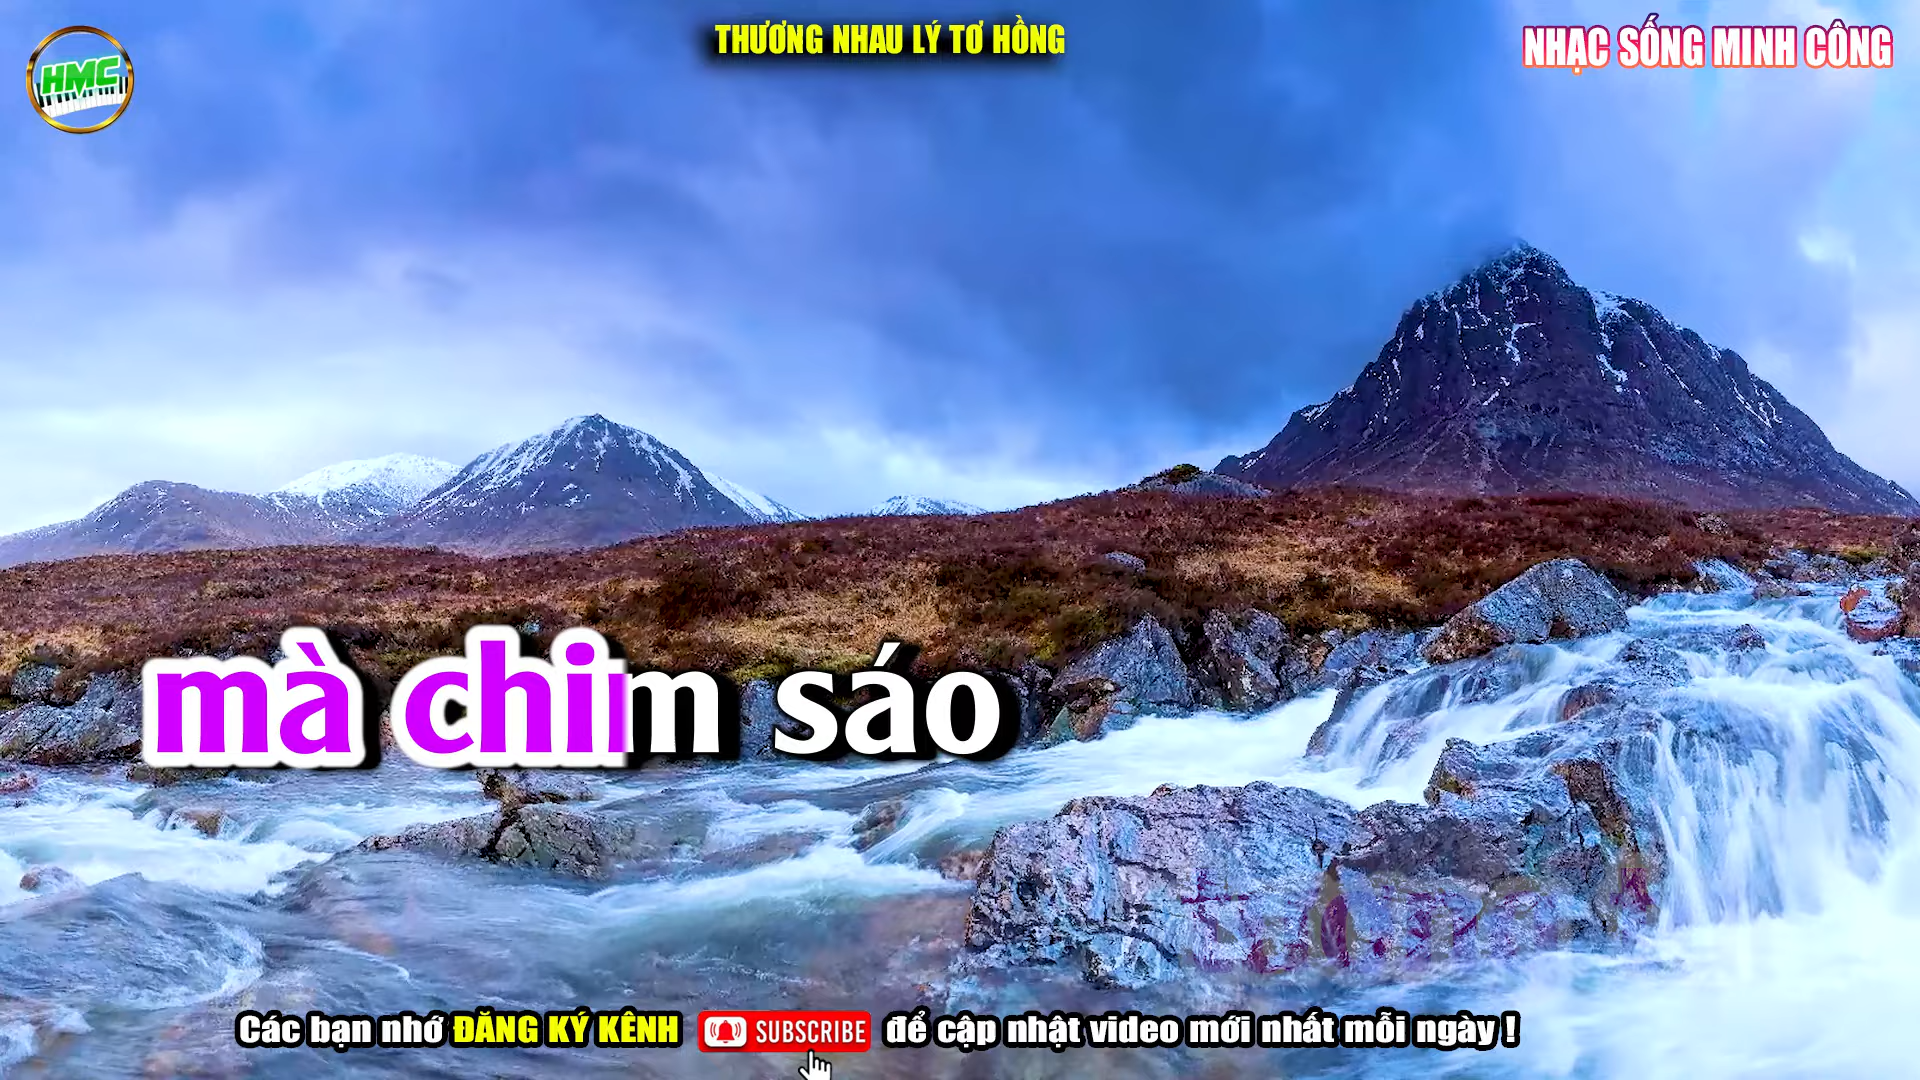 HMC
THƯƠNG NHAU LÝ TƠ HỒNG
NHẠC SỐNG MINH CÔNG
mà chim sáo
Các bạn nhớ ĐĂNG KÝ KÊNH SUBSCRIBE để cập nhật video mới nhất mỗi ngày !